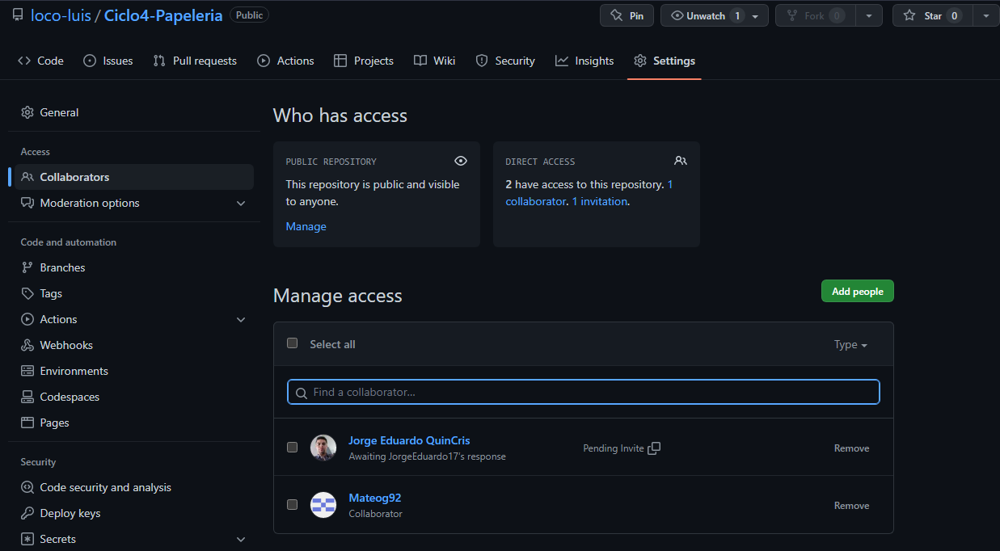 loco-luis / Ciclo4-Papeleria Public
Pin
Unwatch 1
Fork 0
Star 0
Code
Issues
Pull requests
Actions
Projects
Wiki
Security
Insights
Settings
General
Access
Collaborators
Moderation options
Code and automation
Branches
Tags
Actions
Webhooks
Environments
Codespaces
Pages
Security
Code security and analysis
Deploy keys
Secrets
Who has access
PUBLIC REPOSITORY
This repository is public and visible
to anyone.
Manage
DIRECT ACCESS
2 have access to this repository. 1
collaborator. 1 invitation.
Manage access
Add people
Select all
Type
Find a collaborator...
Jorge Eduardo QuinCris
Awaiting JorgeEduardo17's response
Pending Invite
Remove
Mateog92
Collaborator
Remove